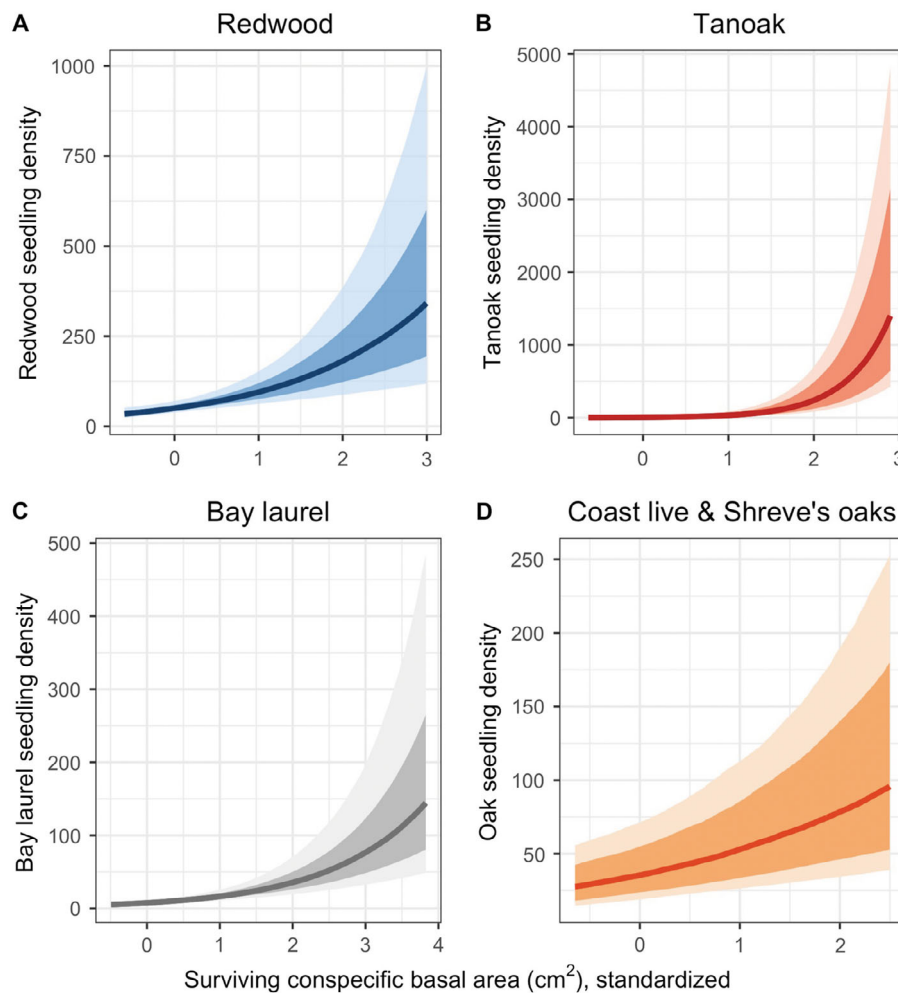 A Redwood
Redwood seedling density
1000
750
500
250
0
0 1 2 3
B Tanoak
Tanoak seedling density
5000
4000
3000
2000
1000
0
0 1 2 3
C Bay laurel
Bay laurel seedling density
500
400
300
200
100
0
0 1 2 3 4
D Coast live & Shreve's oaks
Oak seedling density
250
200
150
100
50
0 1 2
Surviving conspecific basal area (cm²), standardized